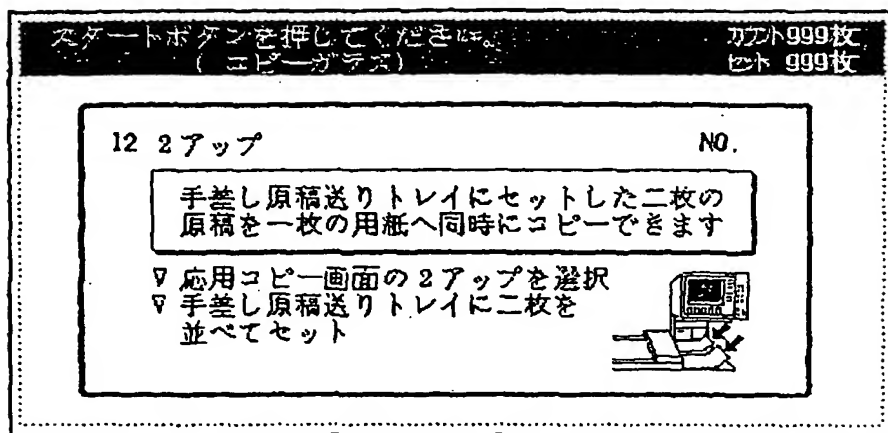 スタートボタンを押してください。
(コピーガラス)
カウント999枚
セット 999枚
12 2アップ
NO.
手差し原稿送りトレイにセットした二枚の
原稿を一枚の用紙へ同時にコピーできます
▽ 応用コピー画面の2アップを選択
▽ 手差し原稿送りトレイに二枚を
並べてセット